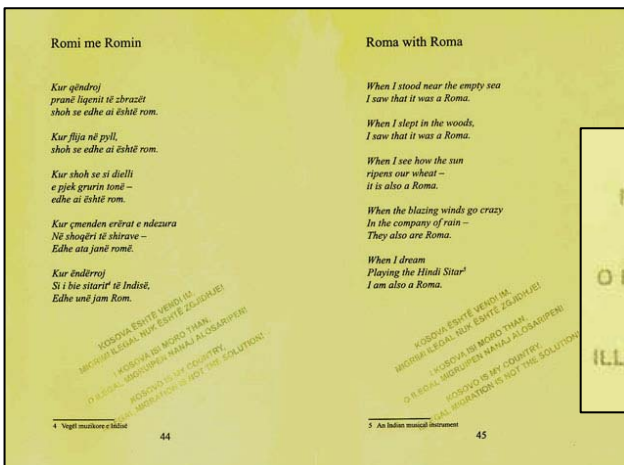 Romi me Romin
Kur qëndroj
pranë liqenit të zbrazët
shoh se edhe ai është rom.
Kur flija në pyll,
shoh se edhe ai është rom.
Kur shoh se si dielli
e pjek grurin tonë –
edhe ai është rom.
Kur çmenden erërat e ndezura
Në shoqëri të shirave –
Edhe ata janë romë.
Kur ëndërroj
Si i bie sitarit⁴ të Indisë,
Edhe unë jam Rom.
KOSOVA ËSHTË VENDI IM,
MIGRIMI ILEGAL NUK ËSHTË ZGJIDHJE!
I KOSOVA ISI MORO THAN,
O ILEGAL MIGRUIPEN NANAJ ALOSARIPEN!
KOSOVO IS MY COUNTRY,
GAL MIGRATION IS NOT THE SOLUTION!
4 Vegël muzikore e Indisë
44
Roma with Roma
When I stood near the empty sea
I saw that it was a Roma.
When I slept in the woods,
I saw that it was a Roma.
When I see how the sun
ripens our wheat –
it is also a Roma.
When the blazing winds go crazy
In the company of rain –
They also are Roma.
When I dream
Playing the Hindi Sitar⁵
I am also a Roma.
KOSOVA ËSHTË VENDI IM,
MIGRIMI ILEGAL NUK ËSHTË ZGJIDHJE!
I KOSOVA ISI MORO THAN,
O ILEGAL MIGRUIPEN NANAJ ALOSARIPEN!
KOSOVO IS MY COUNTRY,
EGAL MIGRATION IS NOT THE SOLUTION!
5 An Indian musical instrument
45
O
ILL